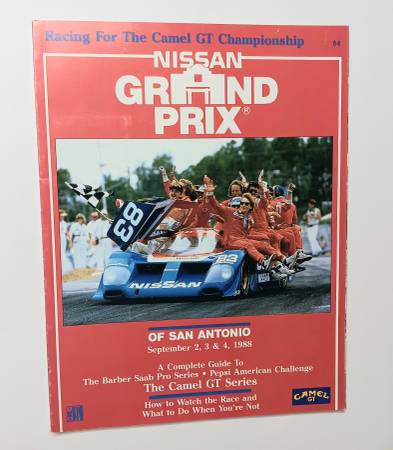 Racing For The Camel GT Championship
$4
NISSAN
GRAND
PRIX®
83
83
NISSAN
OF SAN ANTONIO
September 2, 3 & 4, 1988
A Complete Guide To
The Barber Saab Pro Series • Pepsi American Challenge
The Camel GT Series
How to Watch the Race and
What to Do When You're Not
CAMEL
GT